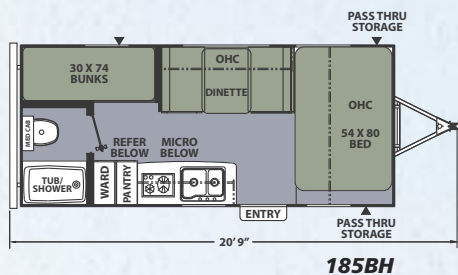 PASS THRU
STORAGE
30 X 74
BUNKS
OHC
DINETTE
OHC
54 X 80
BED
MED CAB
REFER
BELOW
MICRO
BELOW
TUB/
SHOWER
WARD
PANTRY
ENTRY
PASS THRU
STORAGE
20' 9"
185BH